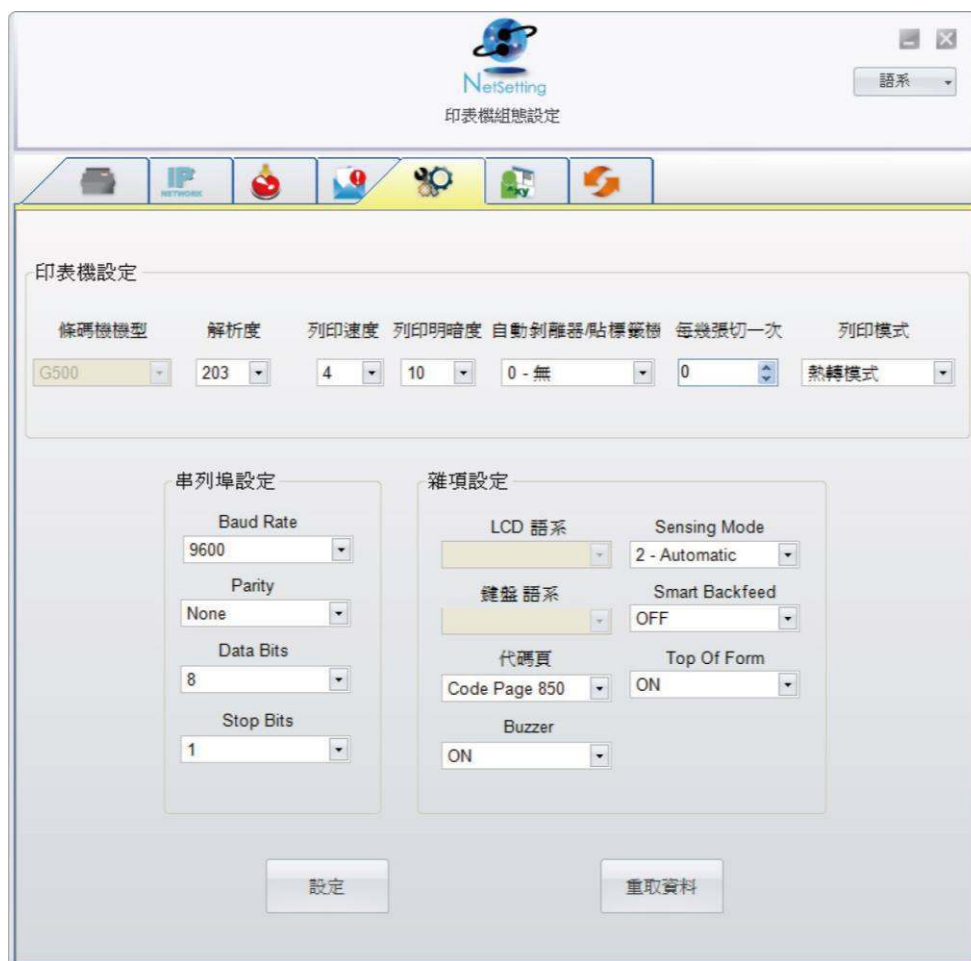 NetSetting
印表機組態設定
語系
IP
NETWORK
xy
印表機設定
條碼機機型 解析度 列印速度 列印明暗度 自動剝離器/貼標籤機 每幾張切一次 列印模式
G500 203 4 10 0 - 無 0 熱轉模式
串列埠設定
Baud Rate
9600
Parity
None
Data Bits
8
Stop Bits
1
雜項設定
LCD 語系 Sensing Mode
2 - Automatic
鍵盤 語系 Smart Backfeed
OFF
代碼頁 Top Of Form
Code Page 850 ON
Buzzer
ON
設定 重取資料